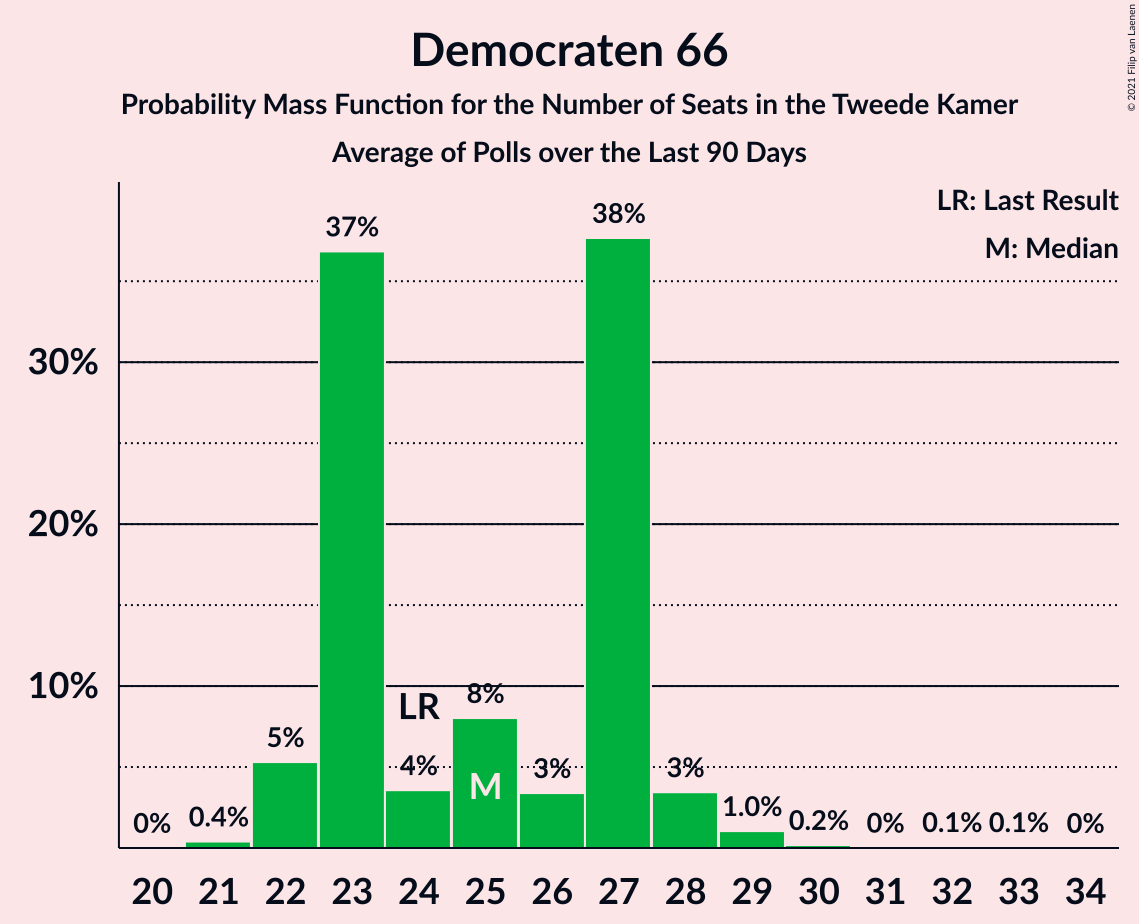 Democraten 66
Probability Mass Function for the Number of Seats in the Tweede Kamer
Average of Polls over the Last 90 Days
© 2021 Filip van Laenen
LR: Last Result
M: Median
37%
38%
30%
20%
10%
LR
8%
5%
4%
M
3%
3%
0%
0.4%
1.0%
0.2%
0%
0.1%
0.1%
0%
20 21 22 23 24 25 26 27 28 29 30 31 32 33 34